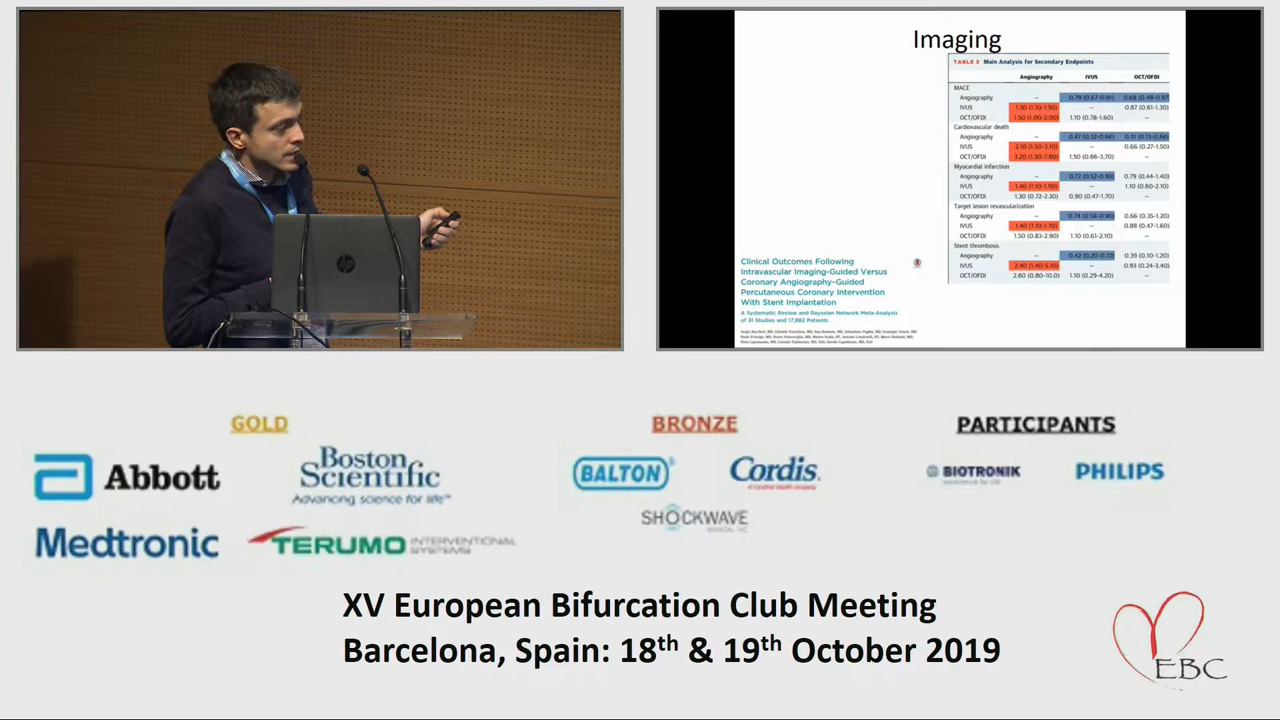 Imaging
TABLE 3 Main Analysis for Secondary Endpoints
Angiography IVUS OCT/OFDI
MACE
Angiography – 0.79 (0.67–0.91) 0.68 (0.49–0.97)
IVUS 1.30 (1.10–1.50) – 0.87 (0.61–1.30)
OCT/OFDI 1.50 (1.00–2.00) 1.10 (0.78–1.60) –
Cardiovascular death
Angiography – 0.47 (0.32–0.66) 0.31 (0.13–0.66)
IVUS 2.10 (1.50–3.10) – 0.66 (0.27–1.50)
OCT/OFDI 3.20 (1.50–7.60) 1.50 (0.66–3.70) –
Myocardial infarction
Angiography – 0.72 (0.52–0.93) 0.79 (0.44–1.40)
IVUS 1.40 (1.10–1.90) – 1.10 (0.60–2.10)
OCT/OFDI 1.30 (0.72–2.30) 0.90 (0.47–1.70) –
Target lesion revascularization
Angiography – 0.74 (0.58–0.90) 0.66 (0.35–1.20)
IVUS 1.40 (1.10–1.70) – 0.88 (0.47–1.60)
OCT/OFDI 1.50 (0.83–2.90) 1.10 (0.61–2.10) –
Stent thrombosis
Angiography – 0.42 (0.20–0.72) 0.39 (0.10–1.20)
IVUS 2.40 (1.40–5.10) – 0.93 (0.24–3.40)
OCT/OFDI 2.60 (0.80–10.0) 1.10 (0.29–4.20) –
Clinical Outcomes Following
Intravascular Imaging-Guided Versus
Coronary Angiography–Guided
Percutaneous Coronary Intervention
With Stent Implantation
A Systematic Review and Bayesian Network Meta-Analysis
of 31 Studies and 17,882 Patients
GOLD
BRONZE
PARTICIPANTS
Abbott
Boston
Scientific
Advancing science for life™
BALTON®
Cordis.
BIOTRONIK
PHILIPS
SHOCKWAVE
Medtronic
TERUMO INTERVENTIONAL
SYSTEMS
XV European Bifurcation Club Meeting
Barcelona, Spain: 18th & 19th October 2019
EBC